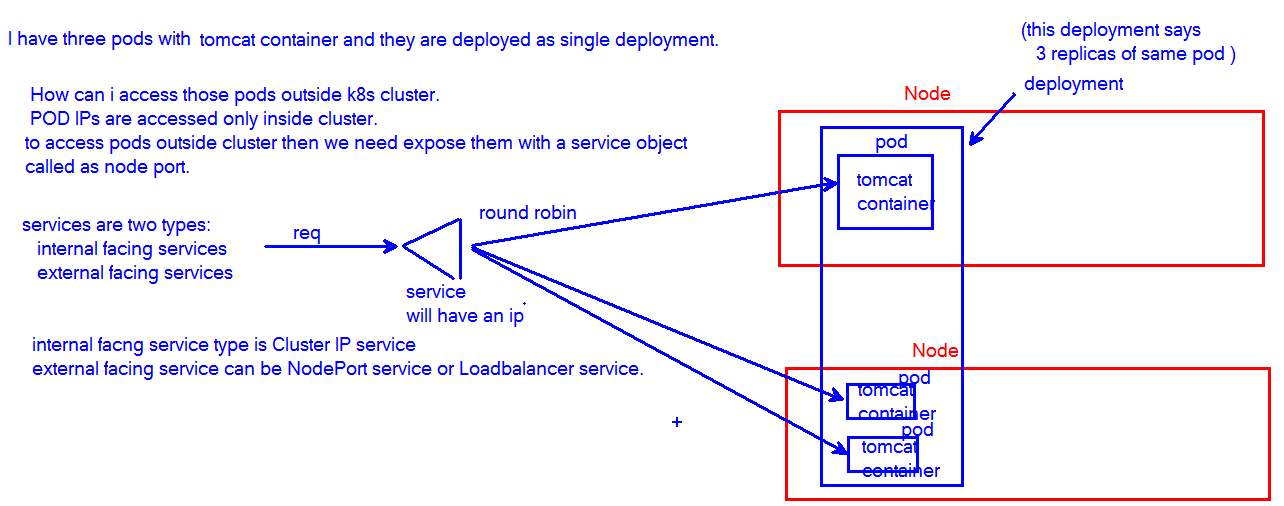 I have three pods with tomcat container and they are deployed as single deployment.
How can i access those pods outside k8s cluster.
POD IPs are accessed only inside cluster.
to access pods outside cluster then we need expose them with a service object
called as node port.
services are two types:
internal facing services
external facing services
req
round robin
service
will have an ip
internal facng service type is Cluster IP service
external facing service can be NodePort service or Loadbalancer service.
(this deployment says
3 replicas of same pod )
deployment
Node
pod
tomcat
container
Node
pod
tomcat
container
pod
tomcat
container